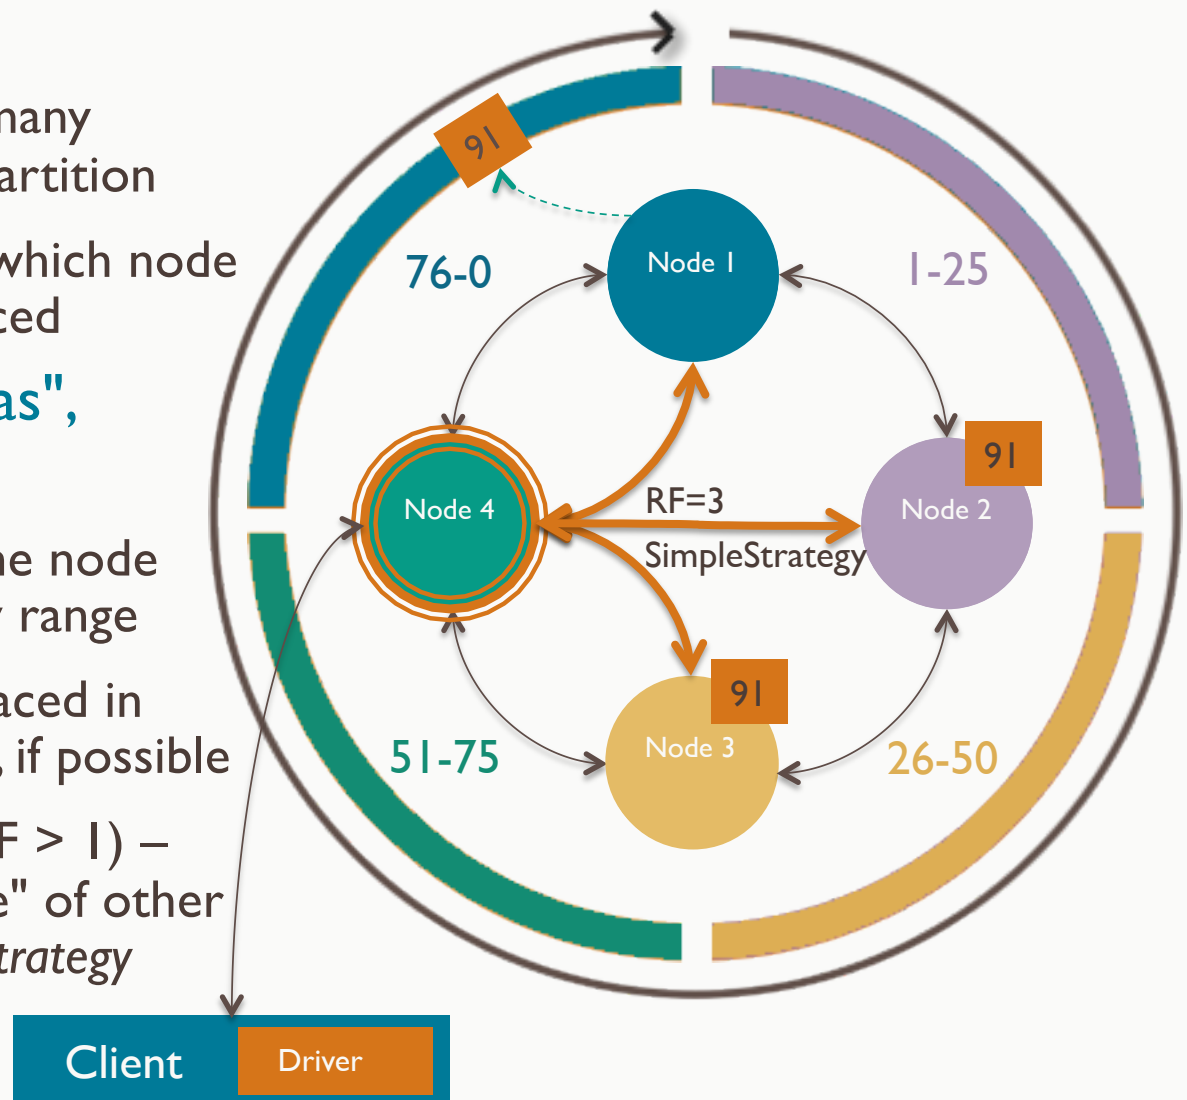 many
artition
which node
ced
as",
he node
y range
aced in
, if possible
F > 1) –
e" of other
trategy
91
76-0
Node 1
1-25
Node 4
RF=3
SimpleStrategy
91
Node 2
91
Node 3
51-75
26-50
Client
Driver